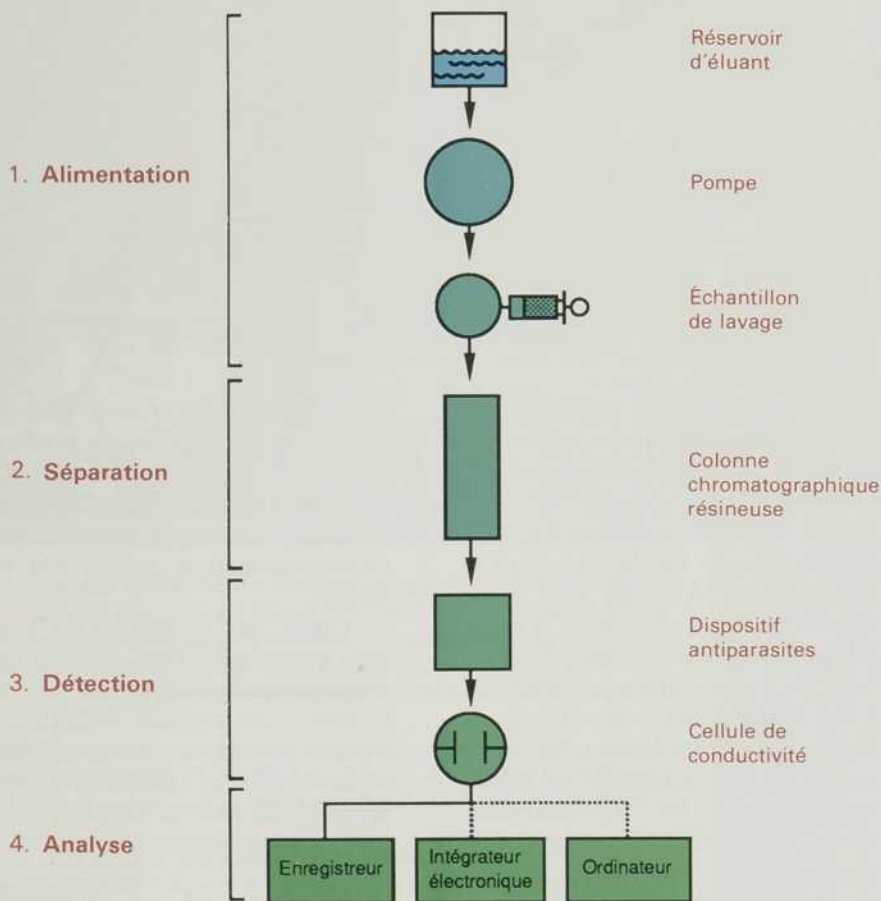 Réservoir
d'éluant
1. Alimentation
Pompe
Échantillon
de lavage
2. Séparation
Colonne
chromatographique
résineuse
Dispositif
antiparasites
3. Détection
Cellule de
conductivité
4. Analyse
Enregistreur
Intégrateur
électronique
Ordinateur